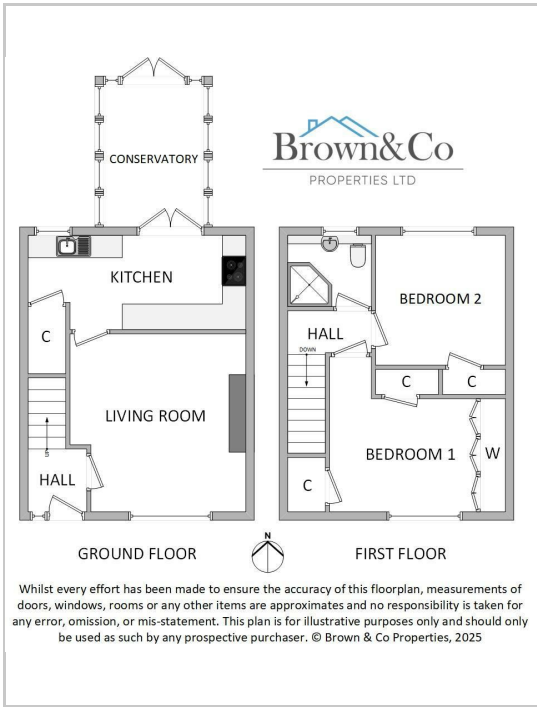 Brown&Co
PROPERTIES LTD
CONSERVATORY
KITCHEN
C
LIVING ROOM
HALL
GROUND FLOOR
BEDROOM 2
HALL
DOWN
C
C
BEDROOM 1
W
C
N
FIRST FLOOR
Whilst every effort has been made to ensure the accuracy of this floorplan, measurements of
doors, windows, rooms or any other items are approximates and no responsibility is taken for
any error, omission, or mis-statement. This plan is for illustrative purposes only and should only
be used as such by any prospective purchaser. © Brown & Co Properties, 2025